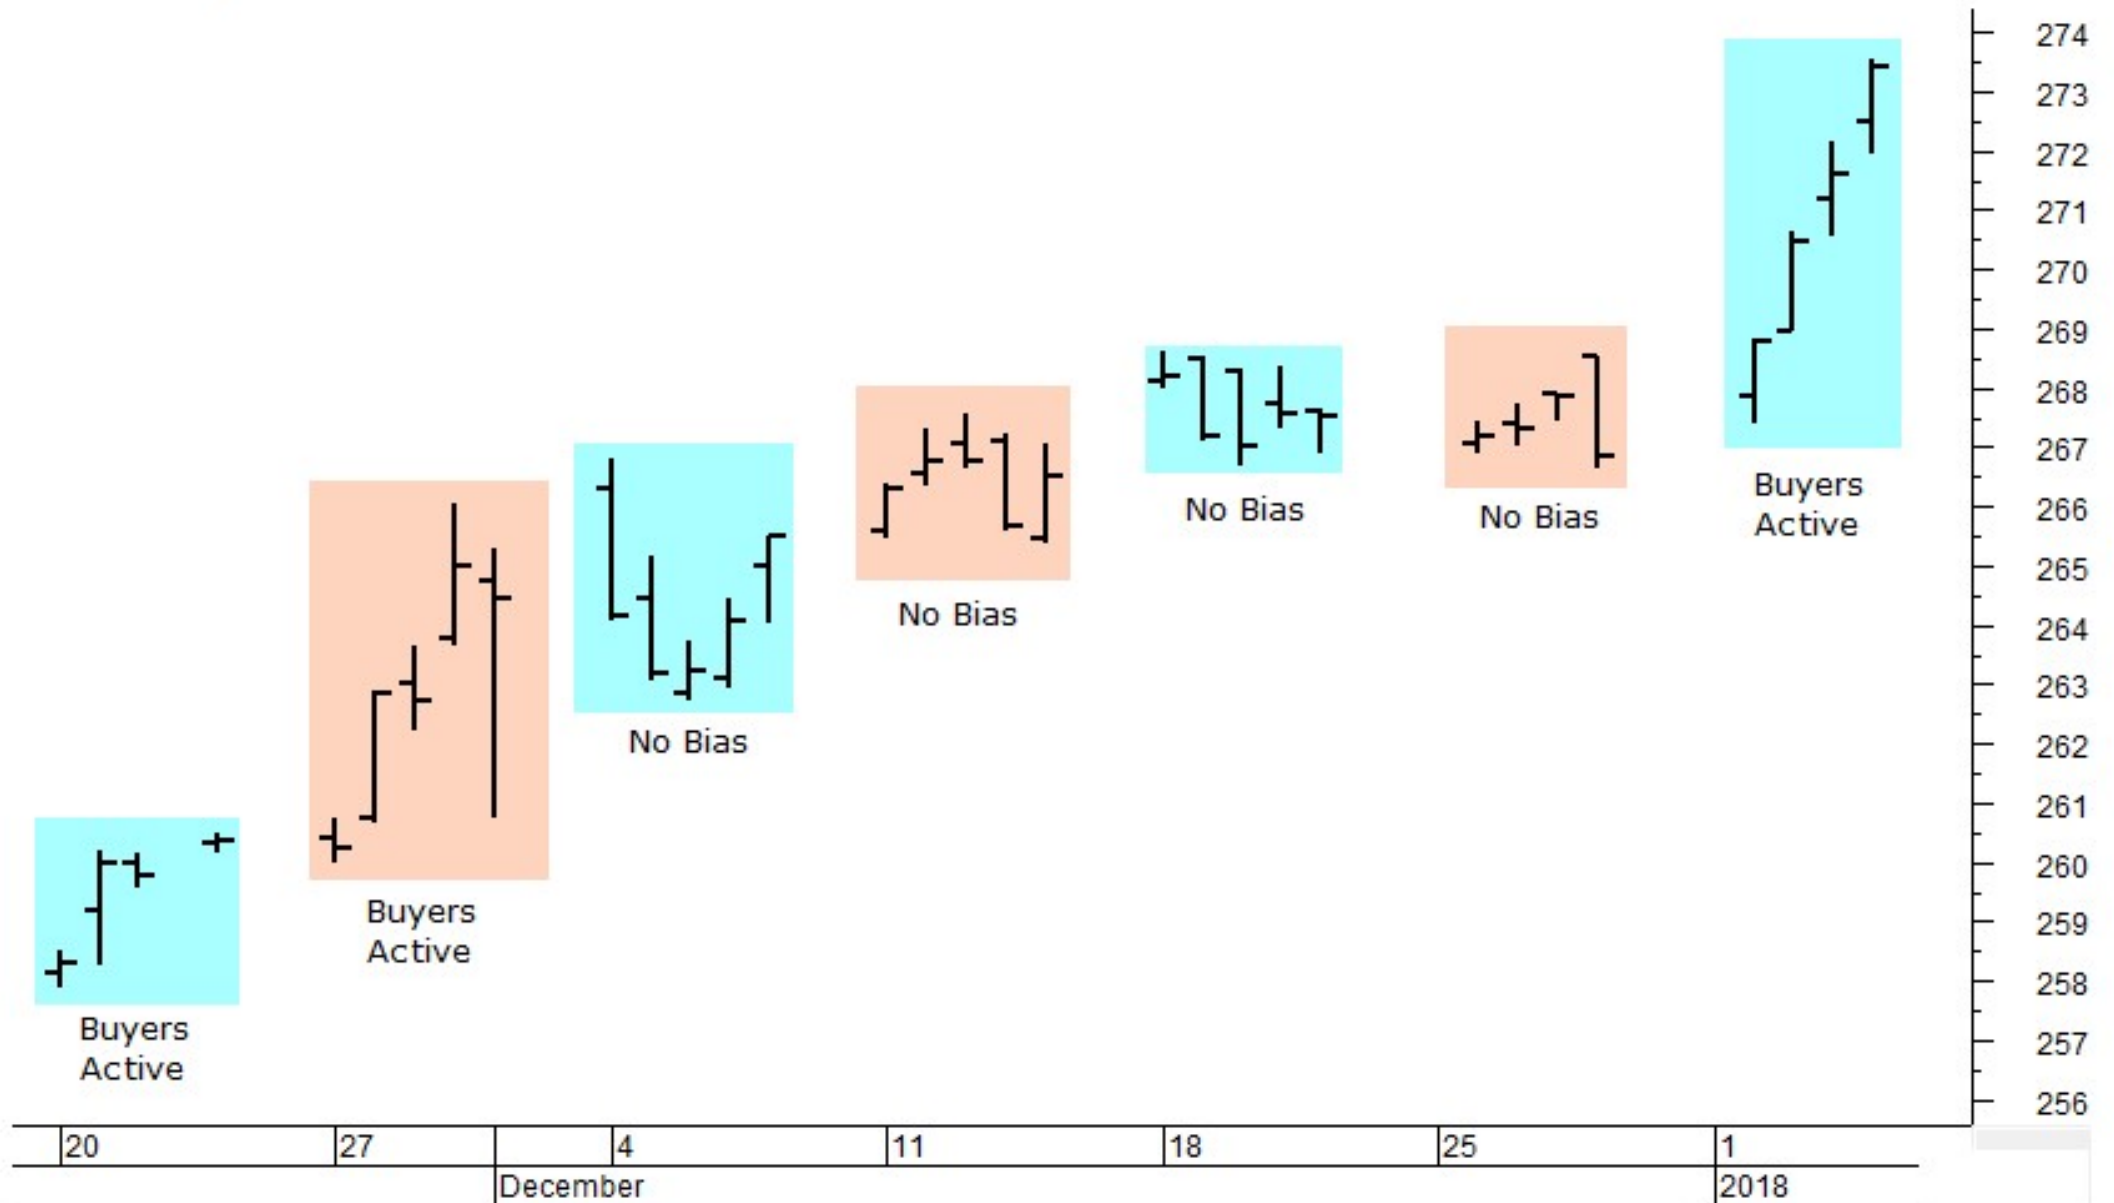 274
273
272
271
270
269
268
267
266
265
264
263
262
261
260
259
258
257
256
Buyers
Active
Buyers
Active
No Bias
No Bias
No Bias
No Bias
Buyers
Active
20 27 4 11 18 25 1
December 2018